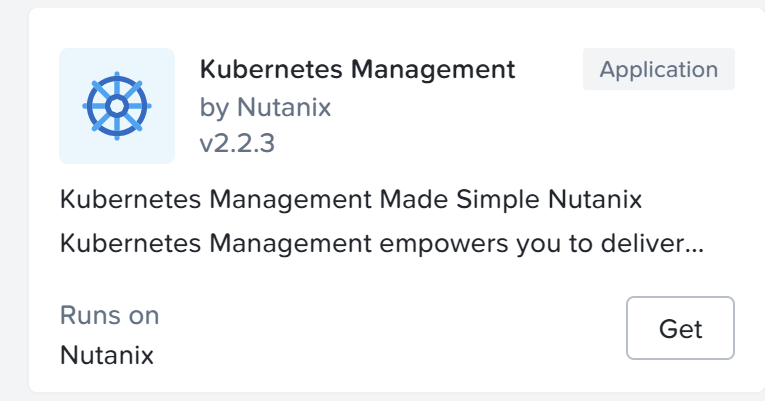 Kubernetes Management
Application
by Nutanix
v2.2.3
Kubernetes Management Made Simple Nutanix
Kubernetes Management empowers you to deliver...
Runs on
Nutanix
Get